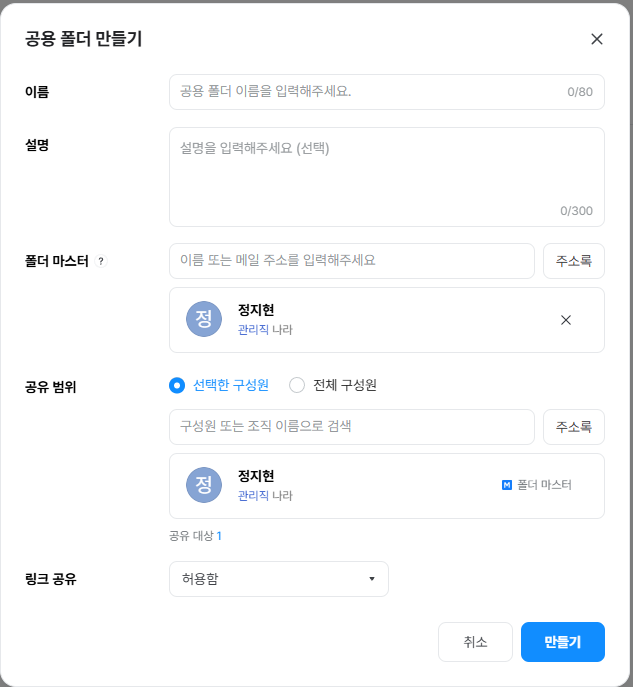 공용 폴더 만들기
이름
공용 폴더 이름을 입력해주세요.
0/80
설명
설명을 입력해주세요 (선택)
0/300
폴더 마스터 ?
이름 또는 메일 주소를 입력해주세요
주소록
정
정지현
관리직 나라
공유 범위
선택한 구성원
전체 구성원
구성원 또는 조직 이름으로 검색
주소록
정
정지현
관리직 나라
M 폴더 마스터
공유 대상 1
링크 공유
허용함
취소
만들기